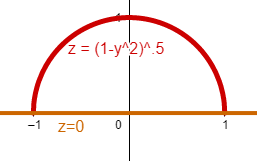 1
z = (1-y^2)^.5
−1 0 1
z=0